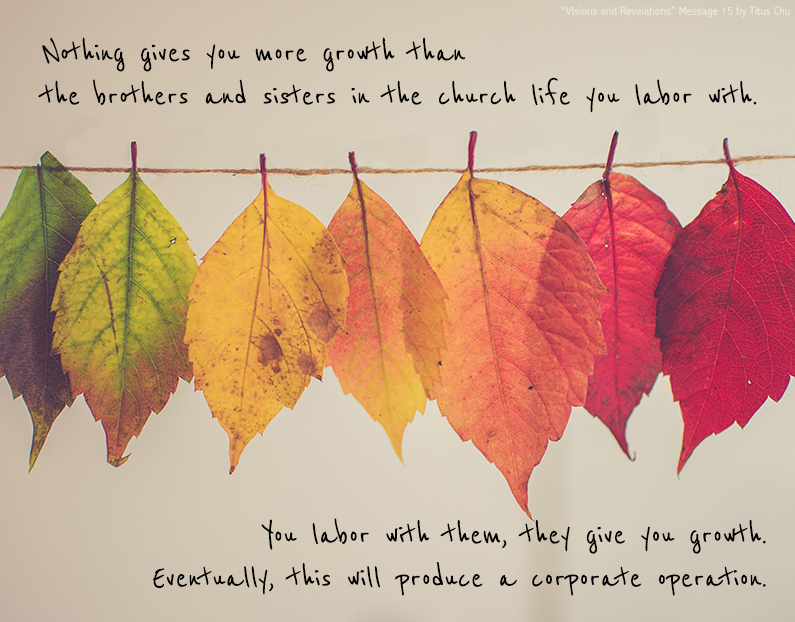 "Visions and Revelations" Message 15 by Titus Chu
Nothing gives you more growth than
the brothers and sisters in the church life you labor with.
You labor with them, they give you growth.
Eventually, this will produce a corporate operation.